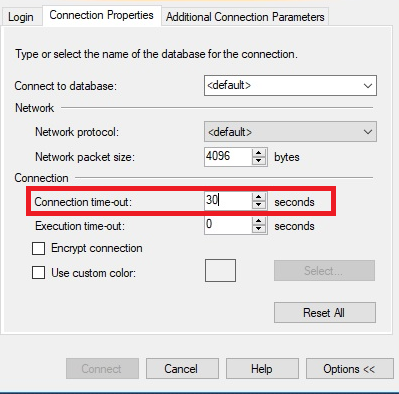 Login Connection Properties Additional Connection Parameters
Type or select the name of the database for the connection.
Connect to database: <default>
Network
Network protocol: <default>
Network packet size: 4096 bytes
Connection
Connection time-out: 30 seconds
Execution time-out: 0 seconds
Encrypt connection
Use custom color: Select...
Reset All
Connect Cancel Help Options <<